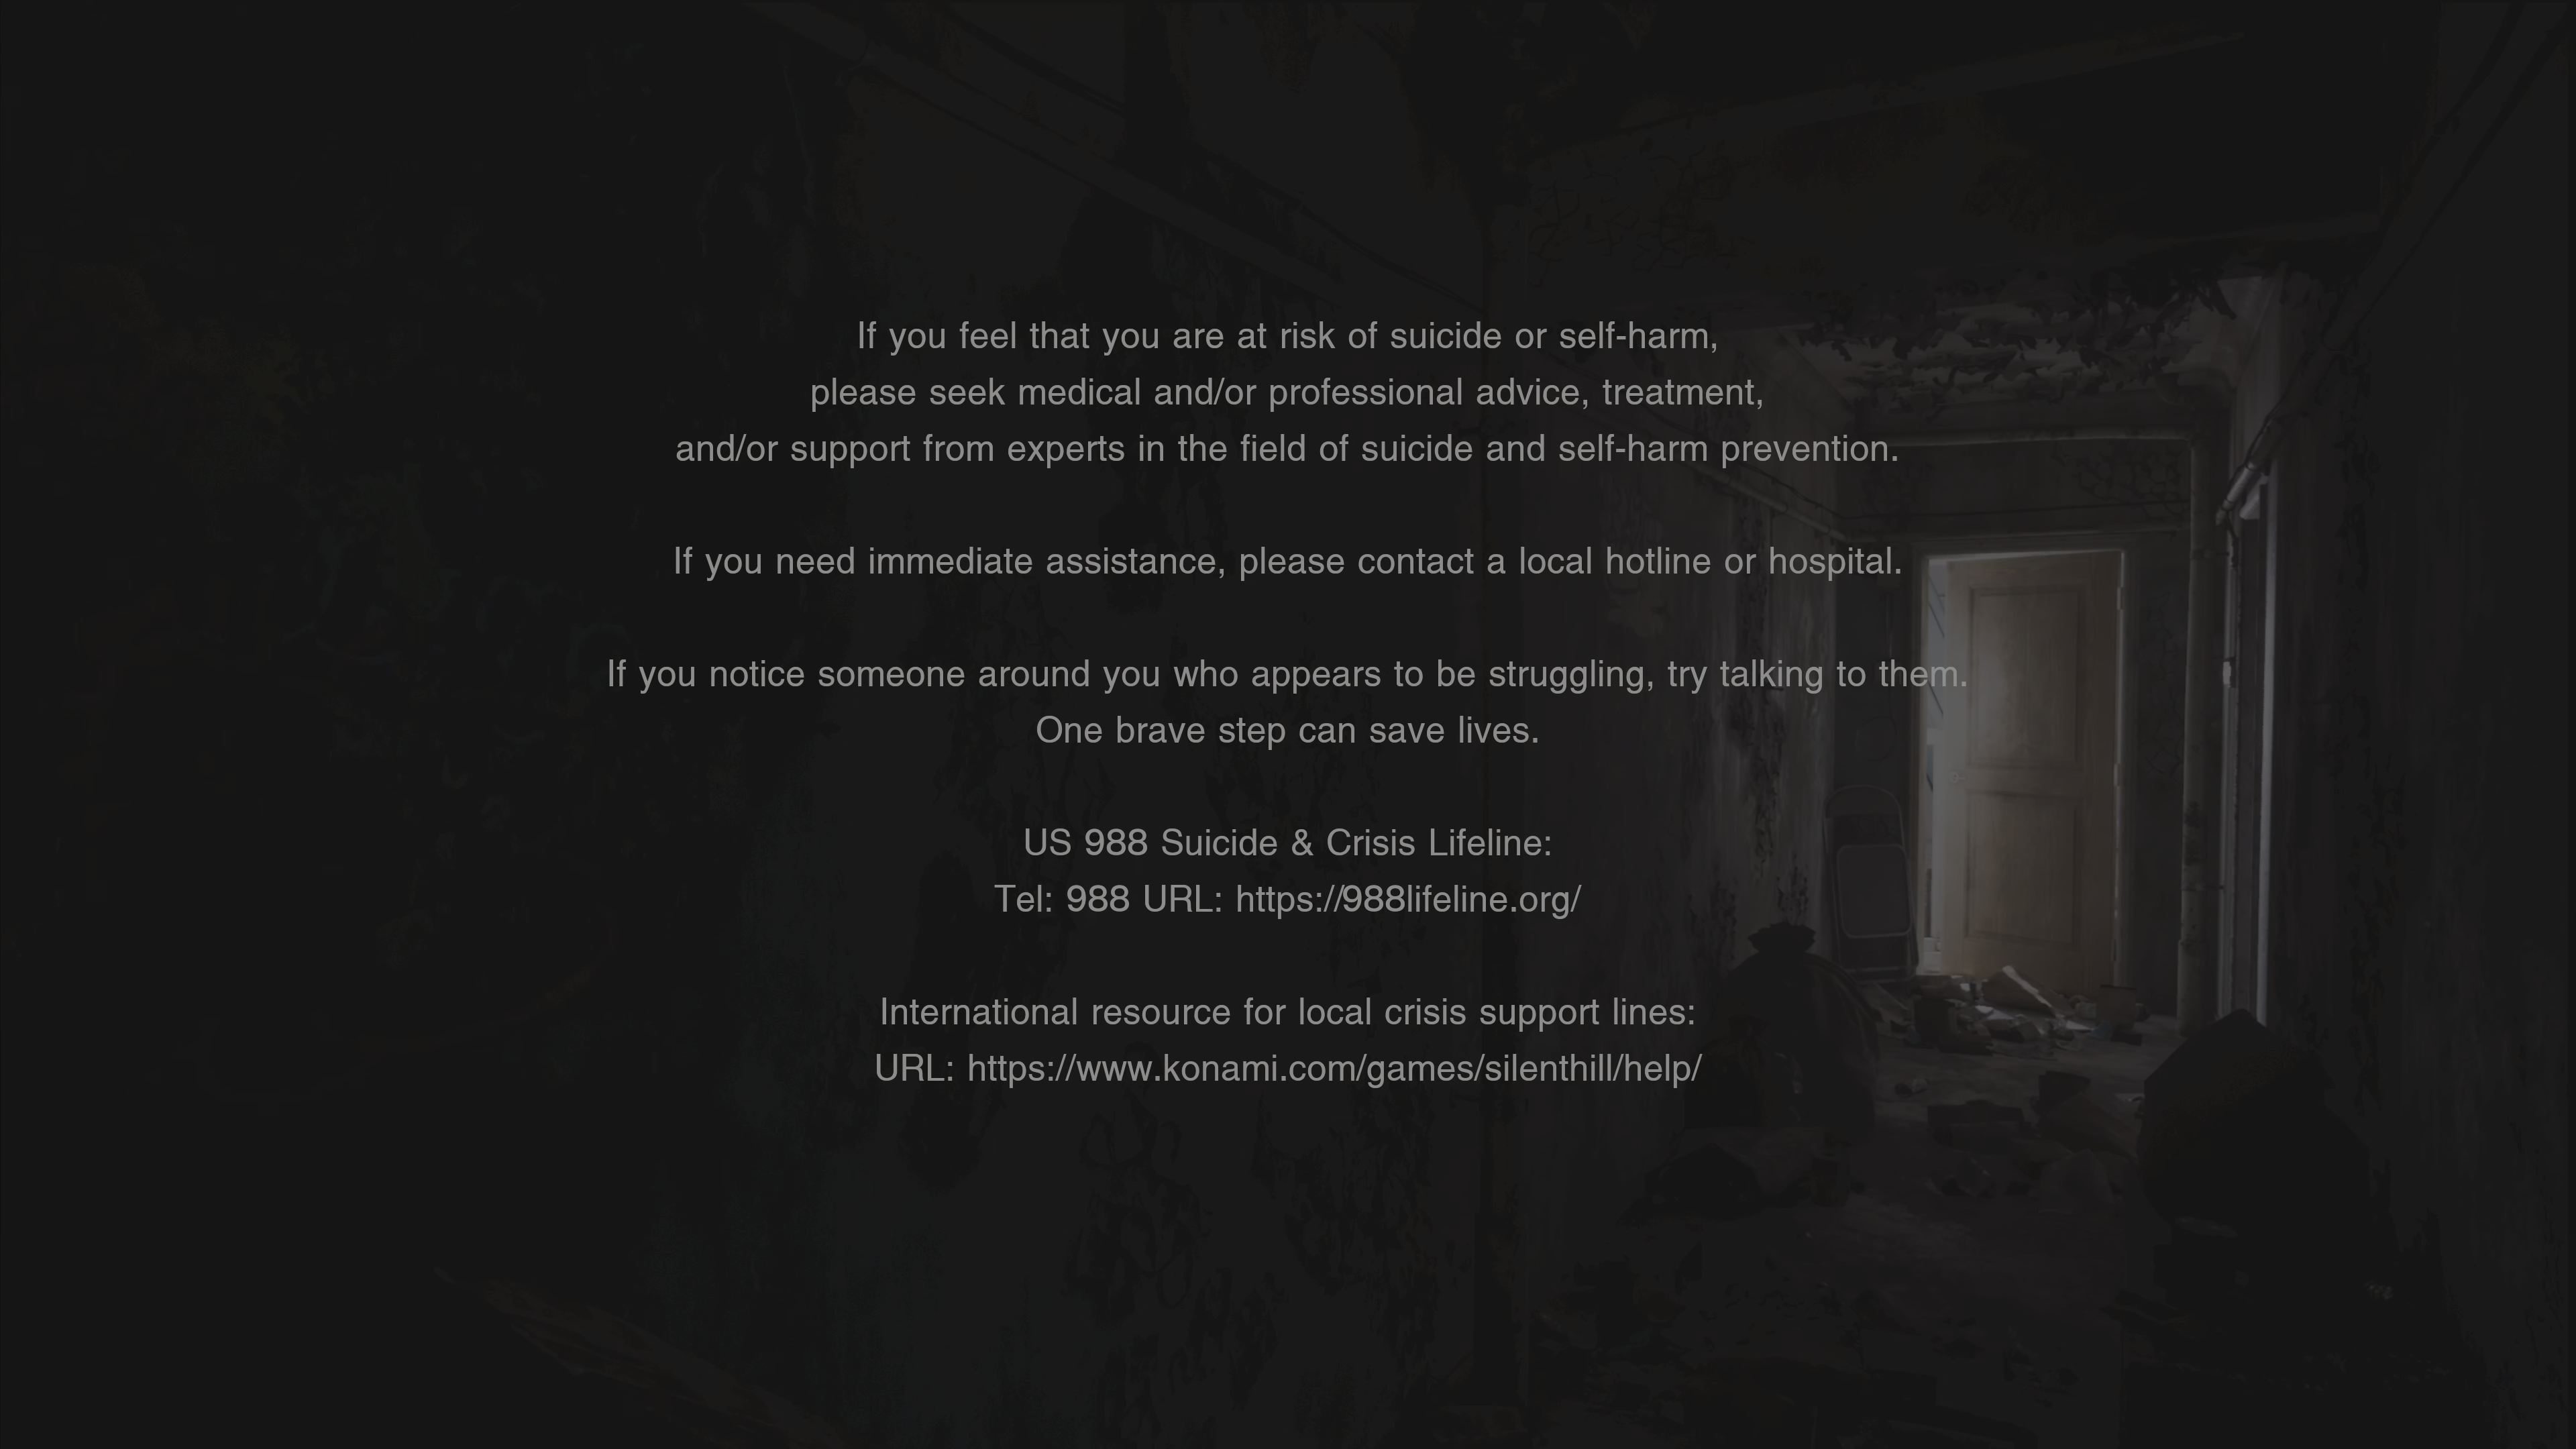 If you feel that you are at risk of suicide or self-harm,
please seek medical and/or professional advice, treatment,
and/or support from experts in the field of suicide and self-harm prevention.
If you need immediate assistance, please contact a local hotline or hospital.
If you notice someone around you who appears to be struggling, try talking to them.
One brave step can save lives.
US 988 Suicide & Crisis Lifeline:
Tel: 988 URL: https://988lifeline.org/
International resource for local crisis support lines:
URL: https://www.konami.com/games/silenthill/help/